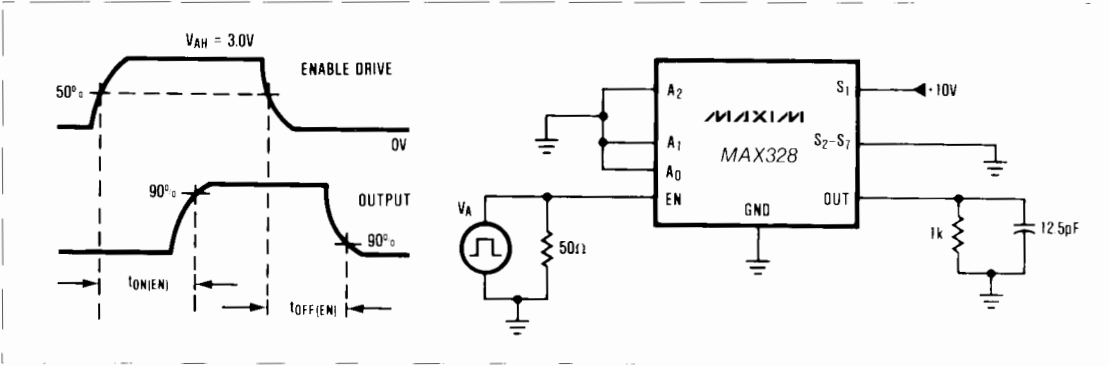 V_AH = 3.0V
ENABLE DRIVE
50%
0V
90%
OUTPUT
90%
t_ON(EN)
t_OFF(EN)
A2
S1
+10V
MAXIM
MAX328
A1
S2-S7
A0
EN
GND
OUT
V_A
50Ω
1k
12.5pF